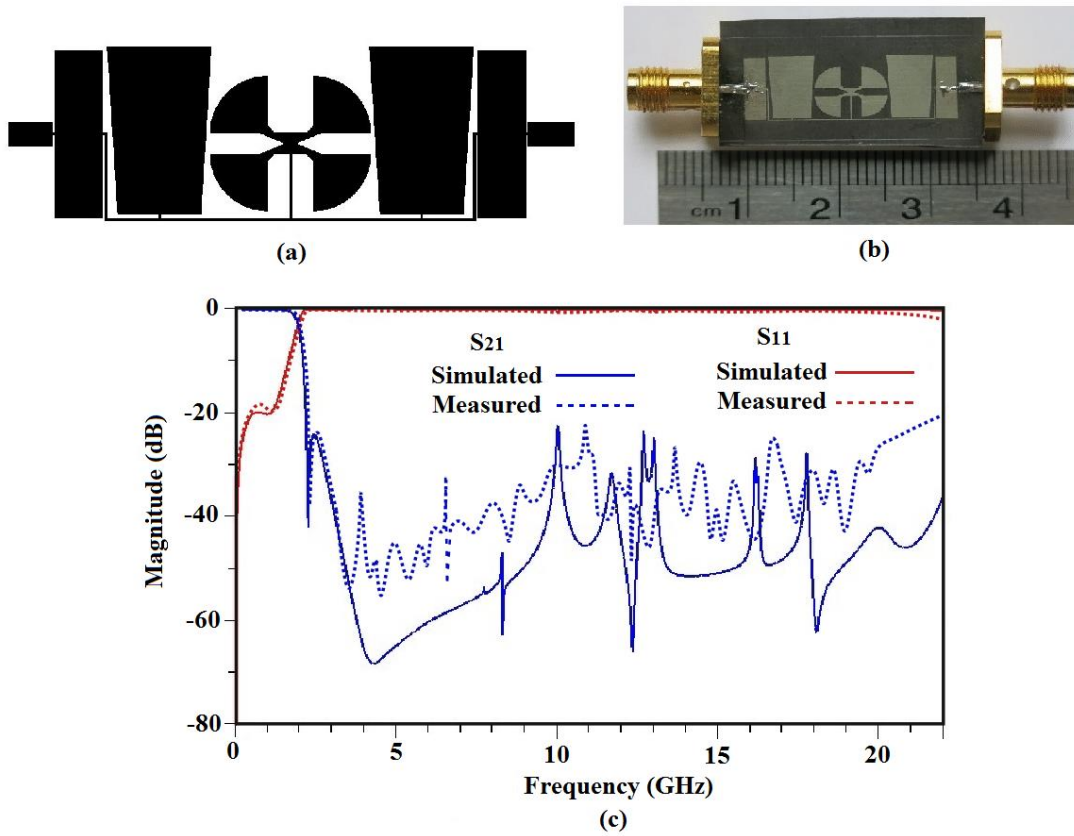 (a)
cm 1 2 3 4
(b)
0
-20
-40
-60
-80
Magnitude (dB)
S21 S11
Simulated Simulated
Measured Measured
0 5 10 15 20
Frequency (GHz)
(c)